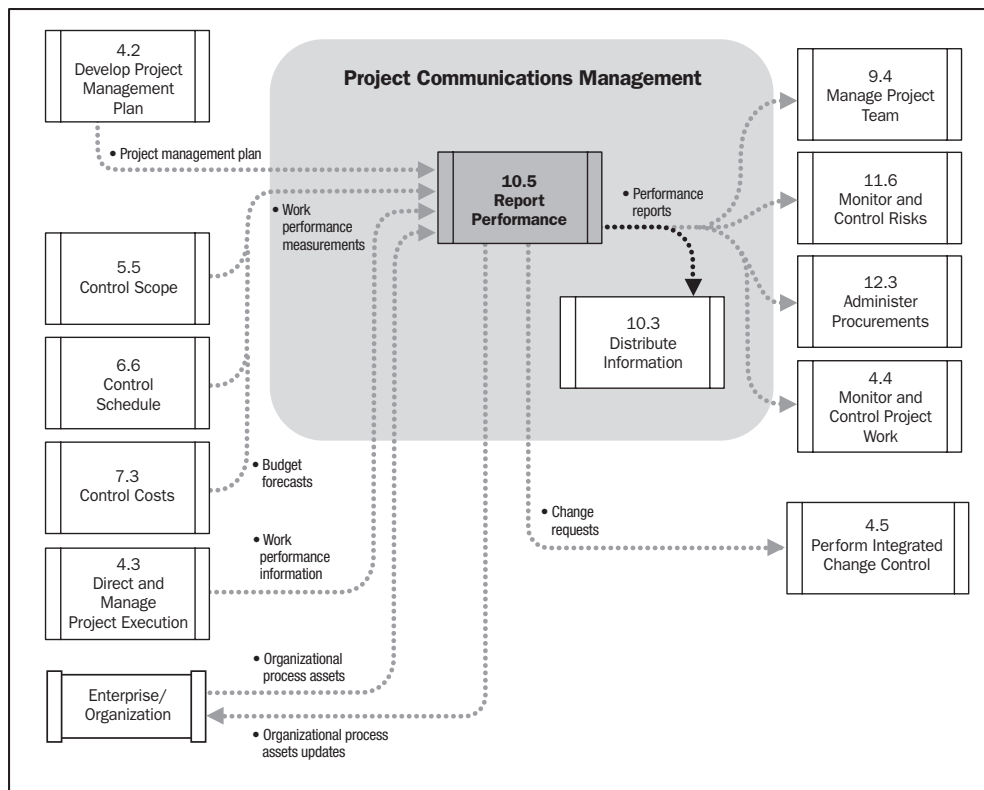 4.2
Develop Project
Management
Plan
Project Communications Management
9.4
Manage Project
Team
• Project management plan
10.5
Report
Performance
• Performance
reports
11.6
Monitor and
Control Risks
• Work
performance
measurements
5.5
Control Scope
12.3
Administer
Procurements
10.3
Distribute
Information
6.6
Control
Schedule
4.4
Monitor and
Control Project
Work
7.3
Control Costs
• Budget
forecasts
• Change
requests
4.5
Perform Integrated
Change Control
• Work
performance
information
4.3
Direct and
Manage
Project Execution
• Organizational
process assets
Enterprise/
Organization
• Organizational process
assets updates